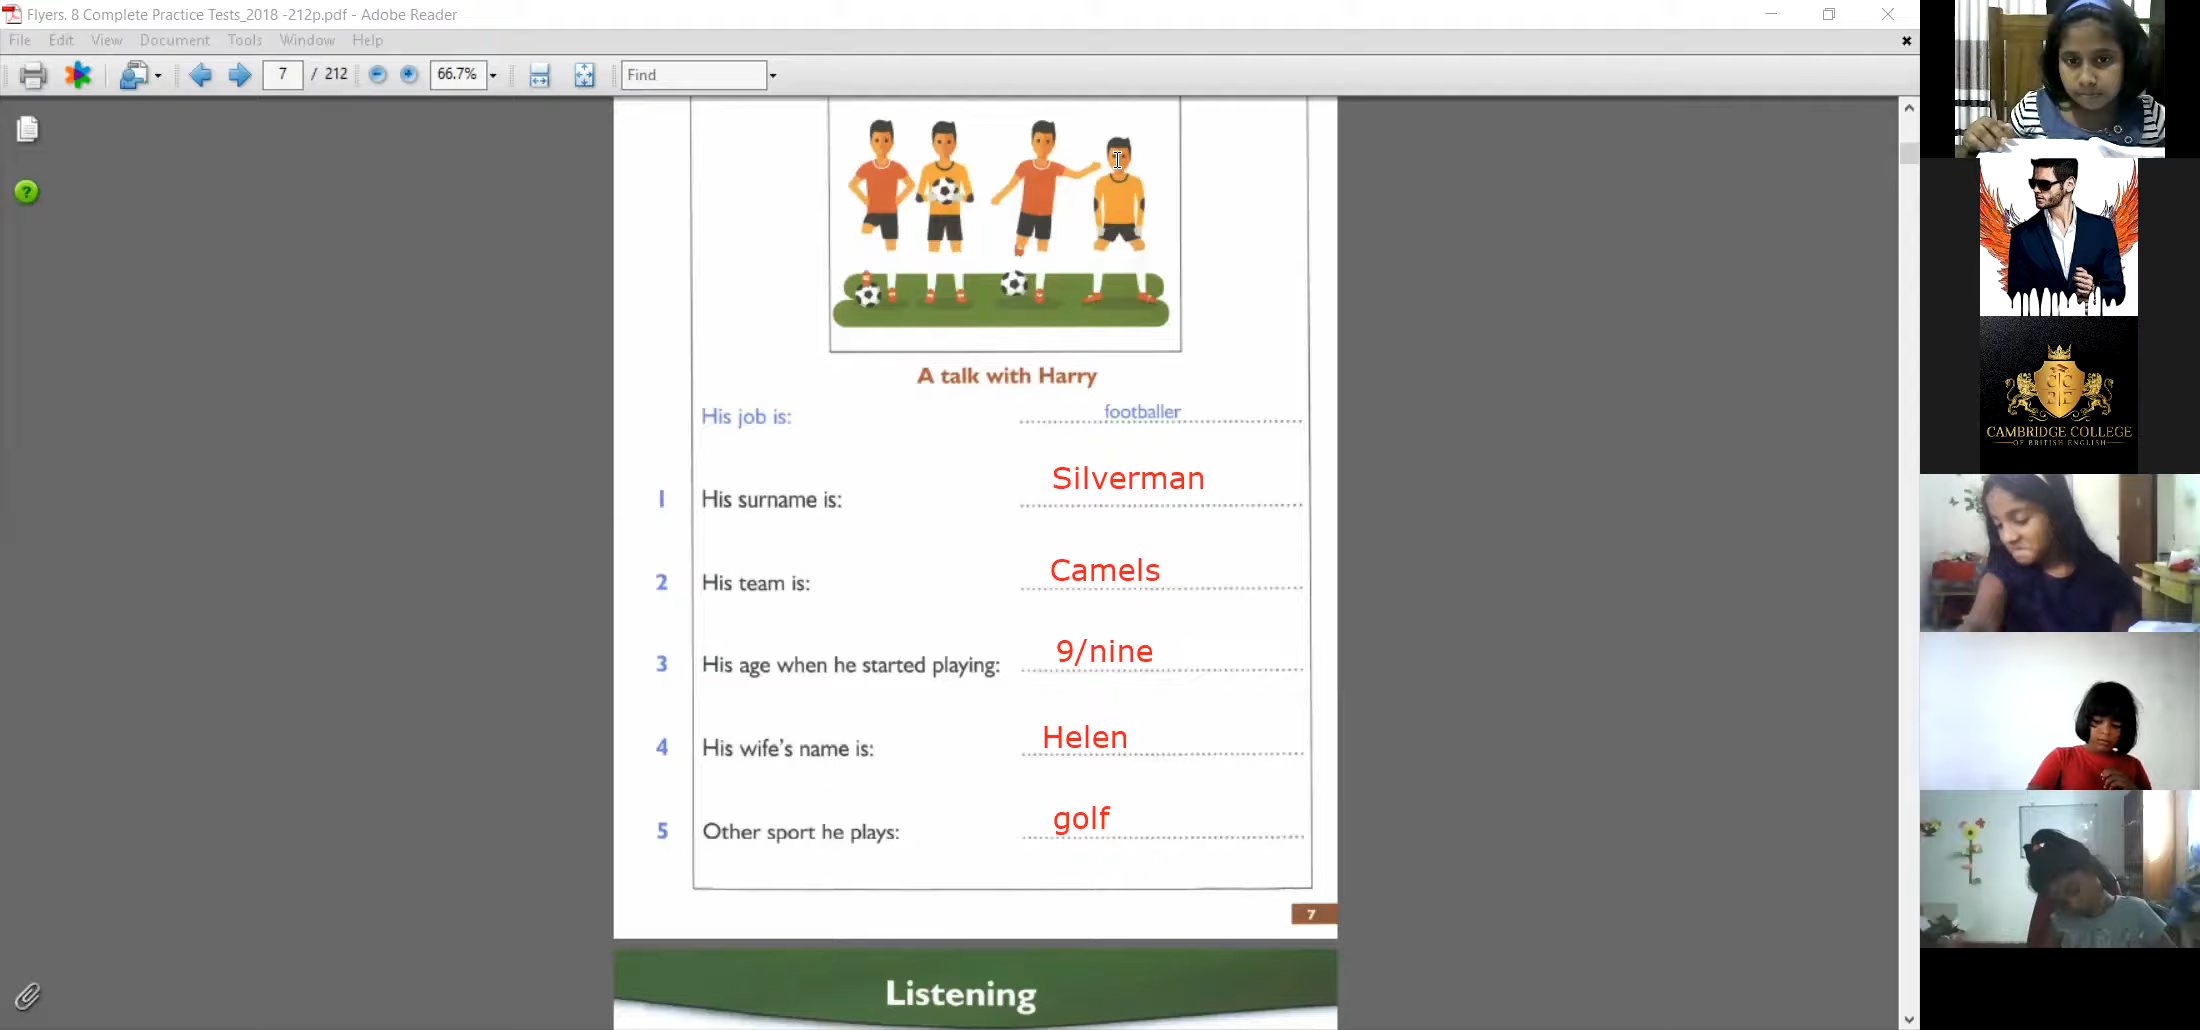 Flyers. 8 Complete Practice Tests_2018 -212p.pdf - Adobe Reader
File Edit View Document Tools Window Help
7 / 212 66.7% Find
A talk with Harry
His job is: footballer
1 His surname is: Silverman
2 His team is: Camels
3 His age when he started playing: 9/nine
4 His wife's name is: Helen
5 Other sport he plays: golf
7
Listening
CAMBRIDGE COLLEGE
OF BRITISH ENGLISH